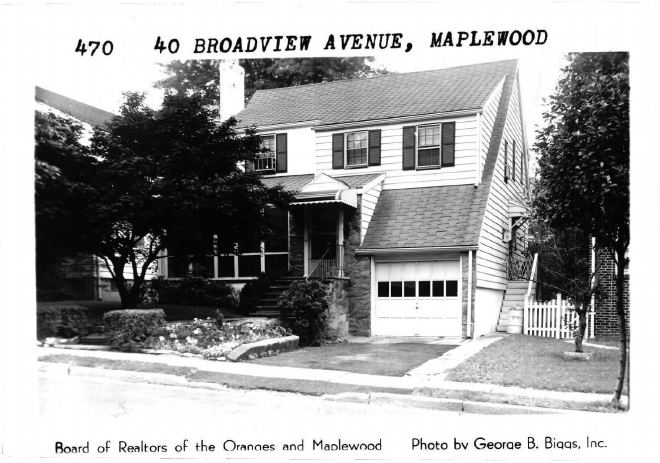 470 40 BROADVIEW AVENUE, MAPLEWOOD
Board of Realtors of the Oranges and Maplewood Photo by George B. Biggs, Inc.